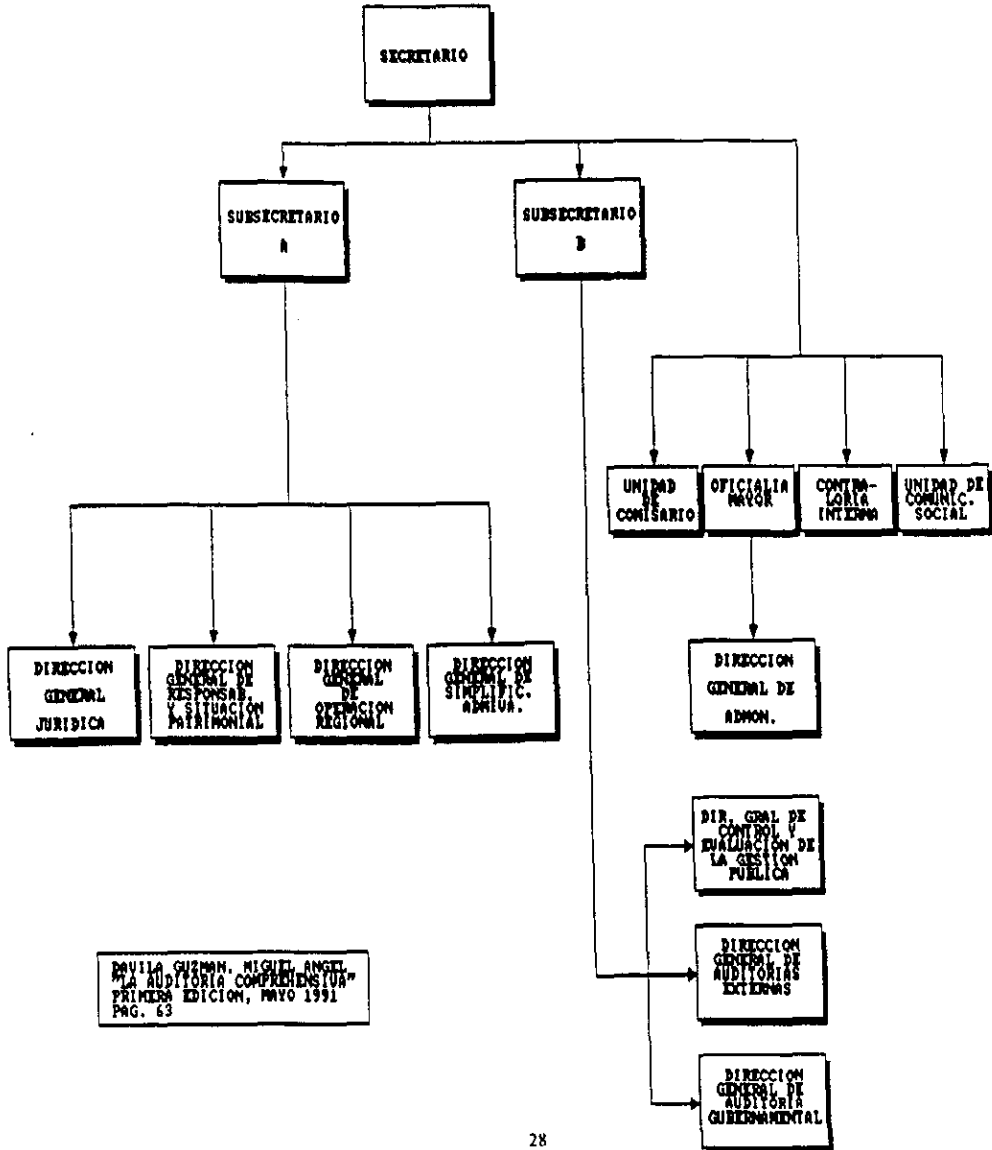 SECRETARIO
SUBSECRETARIO
A
SUBSECRETARIO
B
UNIDAD
DE
COMISARIO
OFICIALIA
MAYOR
CONTRA-
LORIA
INTERNA
UNIDAD DE
COMUNIC.
SOCIAL
DIRECCION
GENERAL
JURIDICA
DIRECCION
GENERAL DE
RESPONSAB.
Y SITUACION
PATRIMONIAL
DIRECCION
GENERAL
DE
OPERACION
REGIONAL
DIRECCION
GENERAL DE
SIMPLIFIC.
ADMIVA.
DIRECCION
GENERAL DE
ADMON.
DIR. GRAL DE
CONTROL Y
EVALUACION DE
LA GESTION
PUBLICA
DIRECCION
GENERAL DE
AUDITORIAS
EXTERNAS
DIRECCION
GENERAL DE
AUDITORIA
GUBERNAMENTAL
DAVILA GUZMAN, MIGUEL ANGEL
"LA AUDITORIA COMPREHENSIVA"
PRIMERA EDICION, MAYO 1991
PAG. 63
28